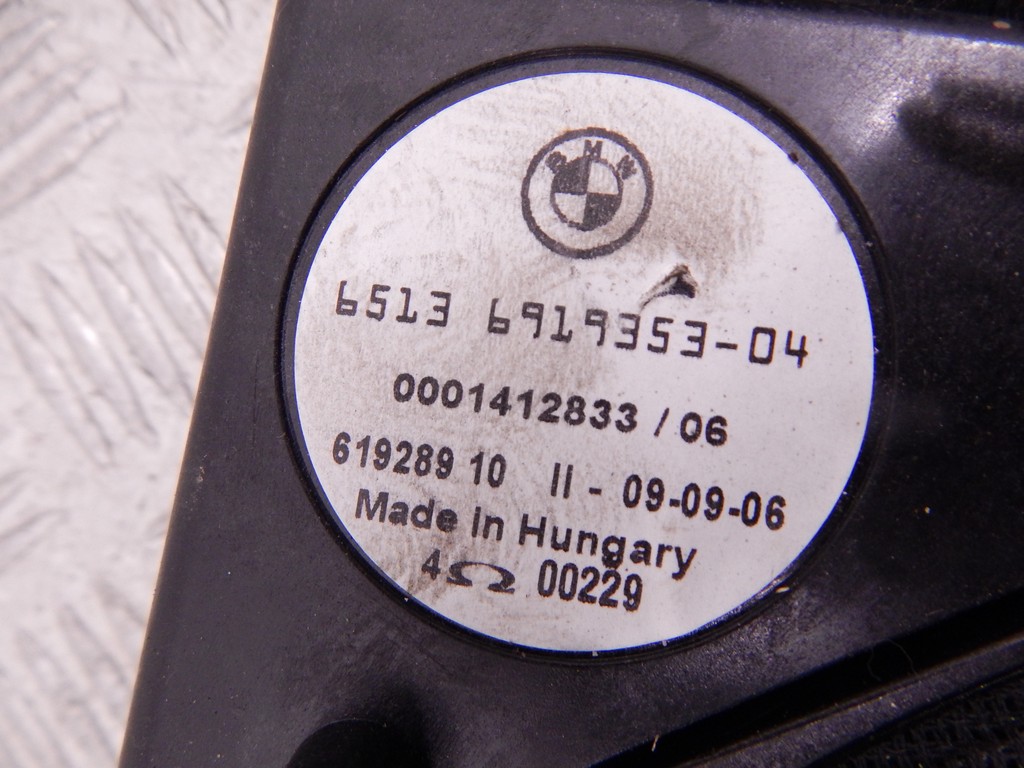 BMW
6513 6919353-04
0001412833 / 06
619289 10 II - 09-09-06
Made in Hungary
4Ω 00229